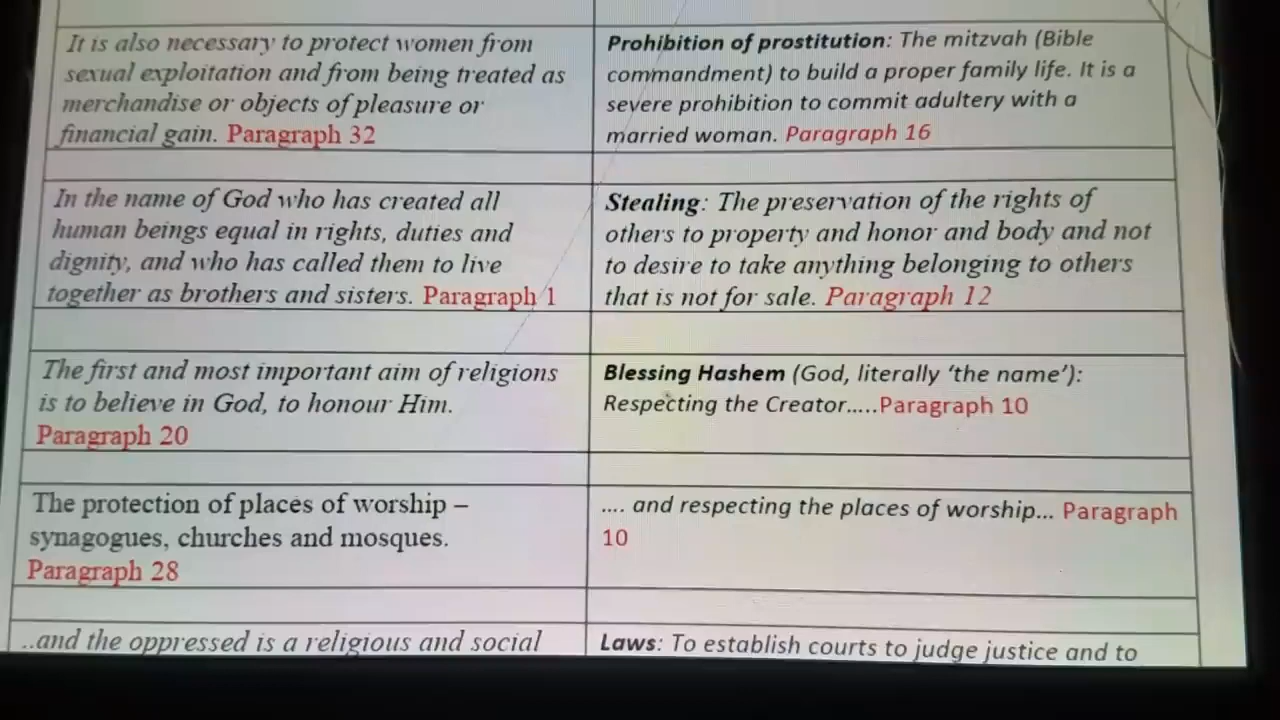 It is also necessary to protect women from
sexual exploitation and from being treated as
merchandise or objects of pleasure or
financial gain. Paragraph 32
Prohibition of prostitution: The mitzvah (Bible
commandment) to build a proper family life. It is a
severe prohibition to commit adultery with a
married woman. Paragraph 16
In the name of God who has created all
human beings equal in rights, duties and
dignity, and who has called them to live
together as brothers and sisters. Paragraph 1
Stealing: The preservation of the rights of
others to property and honor and body and not
to desire to take anything belonging to others
that is not for sale. Paragraph 12
The first and most important aim of religions
is to believe in God, to honour Him.
Paragraph 20
Blessing Hashem (God, literally ‘the name’):
Respecting the Creator.....Paragraph 10
The protection of places of worship –
synagogues, churches and mosques.
Paragraph 28
.... and respecting the places of worship... Paragraph
10
..and the oppressed is a religious and social
Laws: To establish courts to judge justice and to